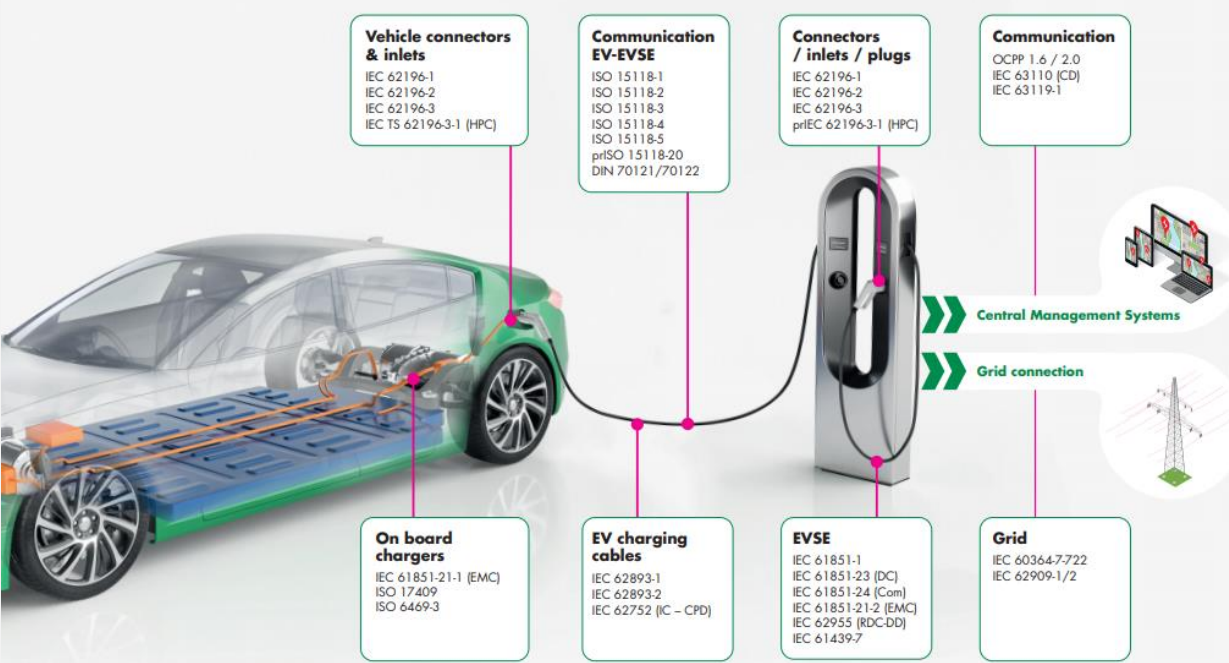 Vehicle connectors
& inlets
IEC 62196-1
IEC 62196-2
IEC 62196-3
IEC TS 62196-3-1 (HPC)
Communication
EV-EVSE
ISO 15118-1
ISO 15118-2
ISO 15118-3
ISO 15118-4
ISO 15118-5
prISO 15118-20
DIN 70121/70122
Connectors
/ inlets / plugs
IEC 62196-1
IEC 62196-2
IEC 62196-3
prIEC 62196-3-1 (HPC)
Communication
OCPP 1.6 / 2.0
IEC 63110 (CD)
IEC 63119-1
Central Management Systems
Grid connection
On board
chargers
IEC 61851-21-1 (EMC)
ISO 17409
ISO 6469-3
EV charging
cables
IEC 62893-1
IEC 62893-2
IEC 62752 (IC – CPD)
EVSE
IEC 61851-1
IEC 61851-23 (DC)
IEC 61851-24 (Com)
IEC 61851-21-2 (EMC)
IEC 62955 (RDC-DD)
IEC 61439-7
Grid
IEC 60364-7-722
IEC 62909-1/2